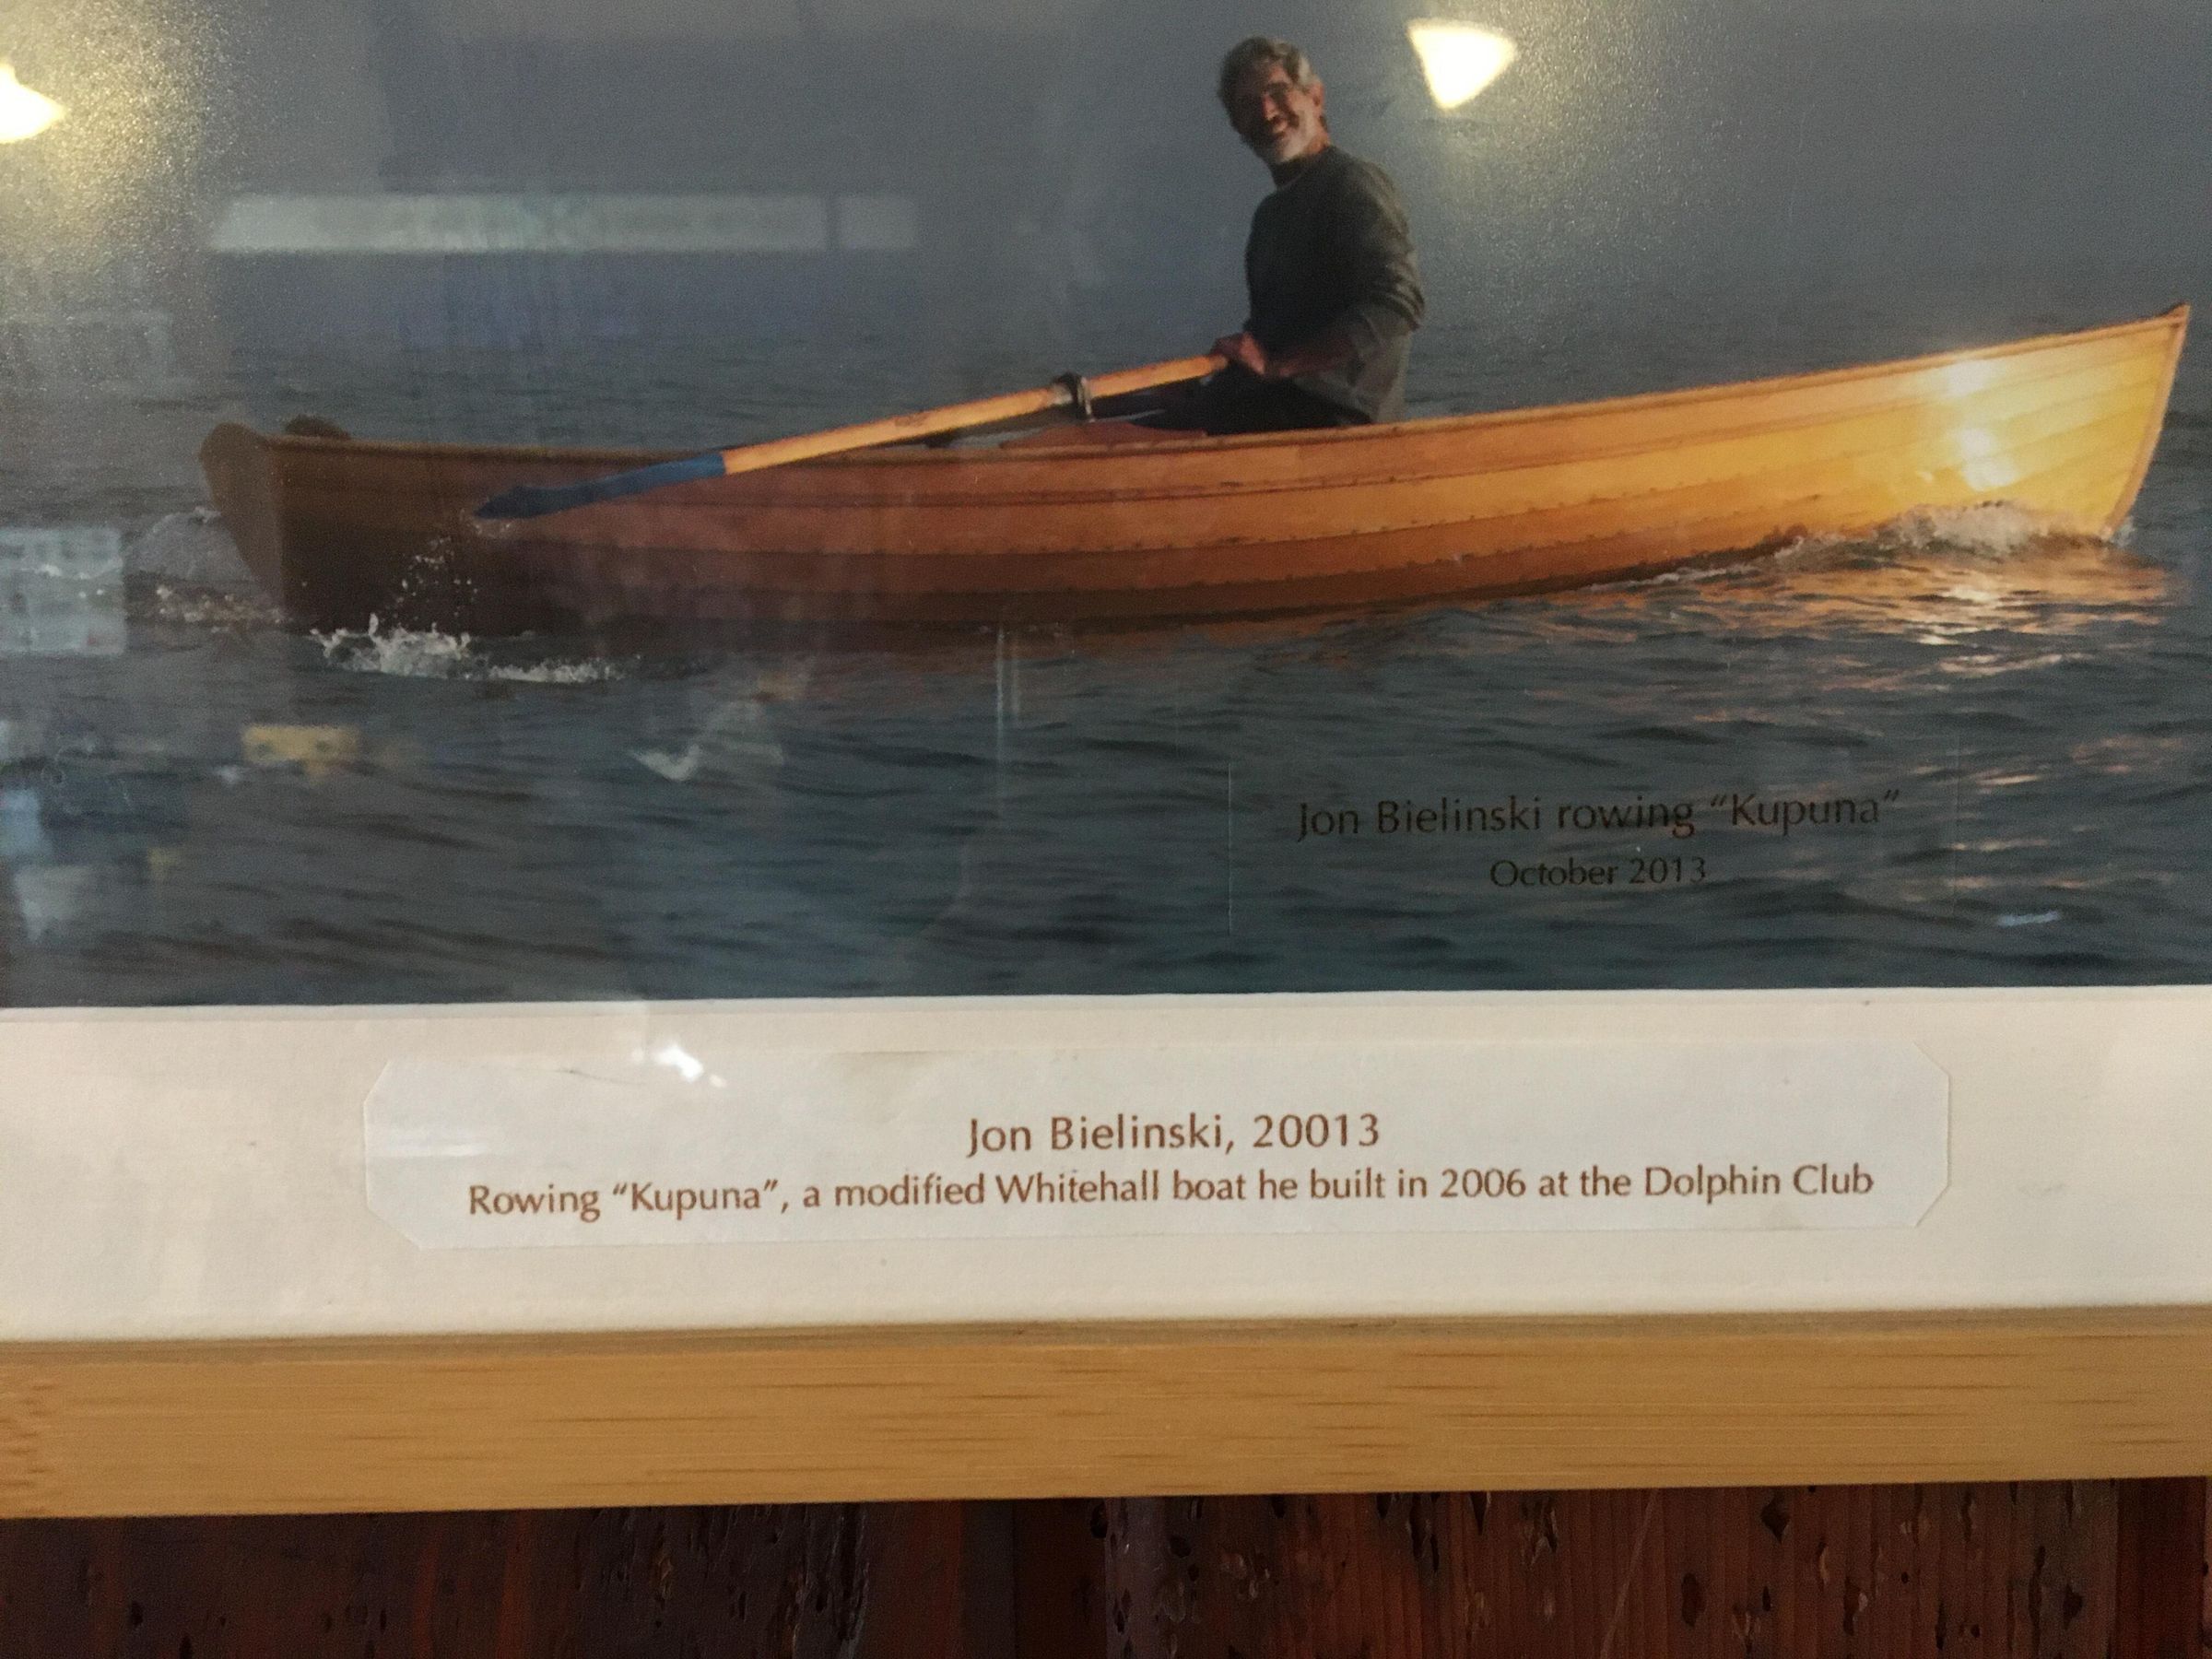 Jon Bielinski rowing “Kupuna”
October 2013
Jon Bielinski, 20013
Rowing “Kupuna”, a modified Whitehall boat he built in 2006 at the Dolphin Club